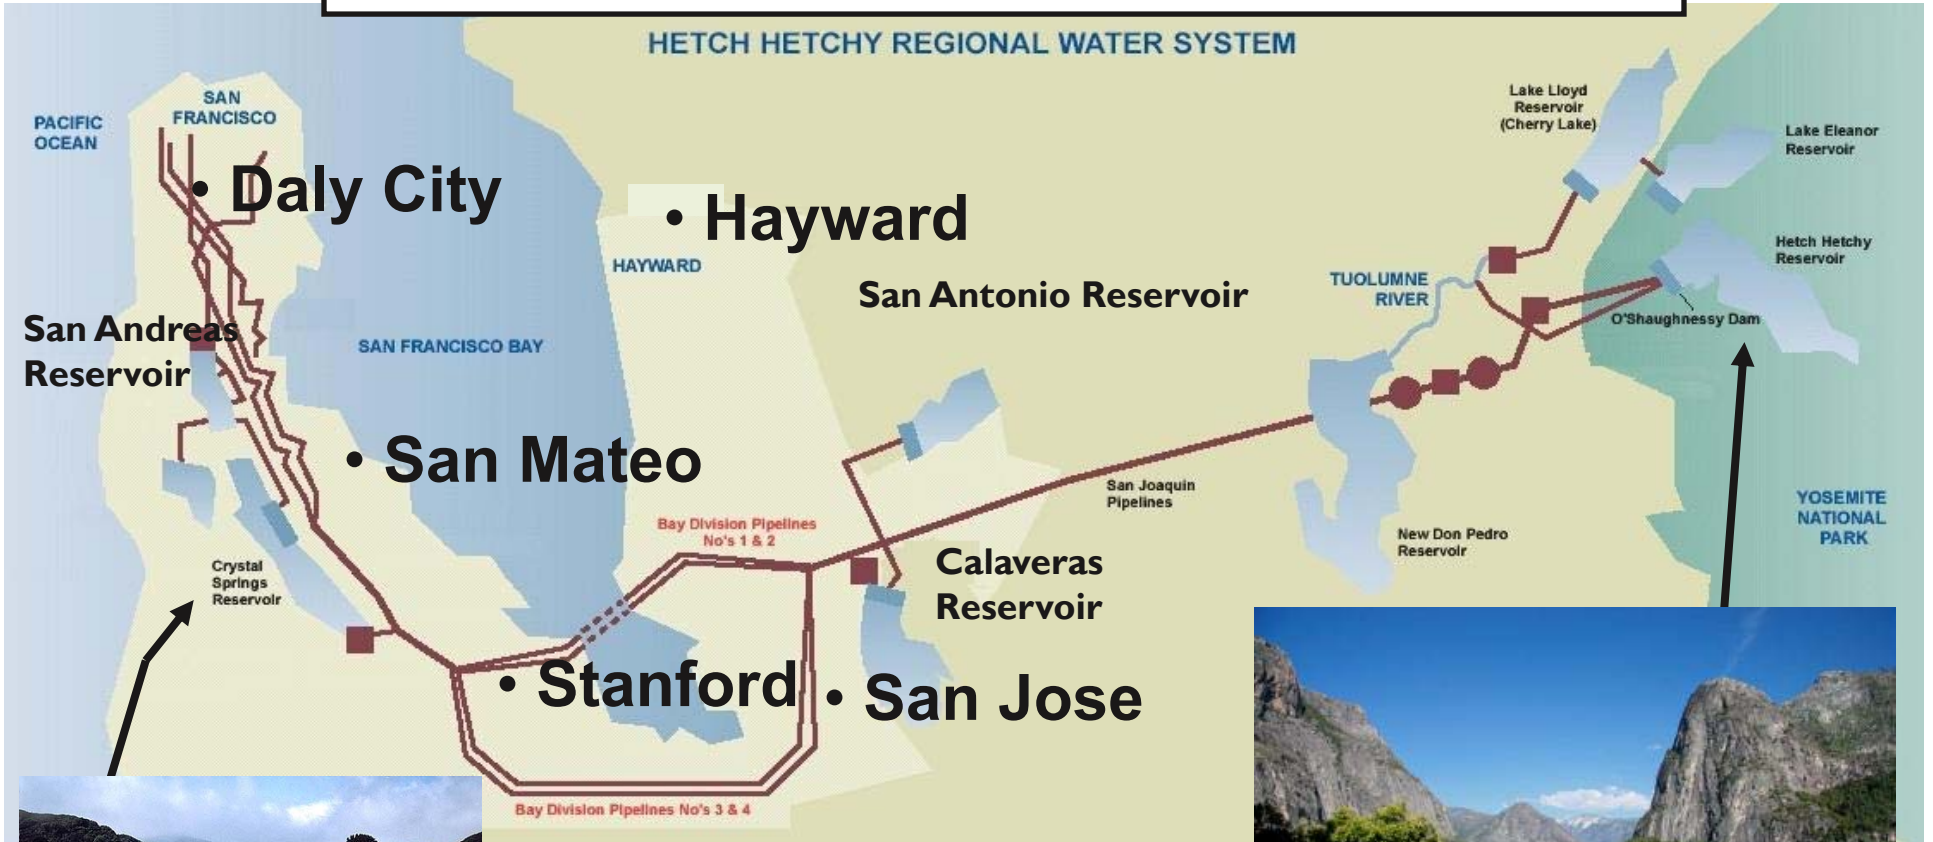 HETCH HETCHY REGIONAL WATER SYSTEM
PACIFIC
OCEAN
SAN
FRANCISCO
• Daly City
• Hayward
HAYWARD
San Antonio Reservoir
Lake Lloyd
Reservoir
(Cherry Lake)
Lake Eleanor
Reservoir
Hetch Hetchy
Reservoir
TUOLUMNE
RIVER
O'Shaughnessy Dam
San Andreas
Reservoir
SAN FRANCISCO BAY
• San Mateo
San Joaquin
Pipelines
New Don Pedro
Reservoir
YOSEMITE
NATIONAL
PARK
Bay Division Pipelines
No's 1 & 2
Crystal
Springs
Reservoir
Calaveras
Reservoir
• Stanford
• San Jose
Bay Division Pipelines No's 3 & 4